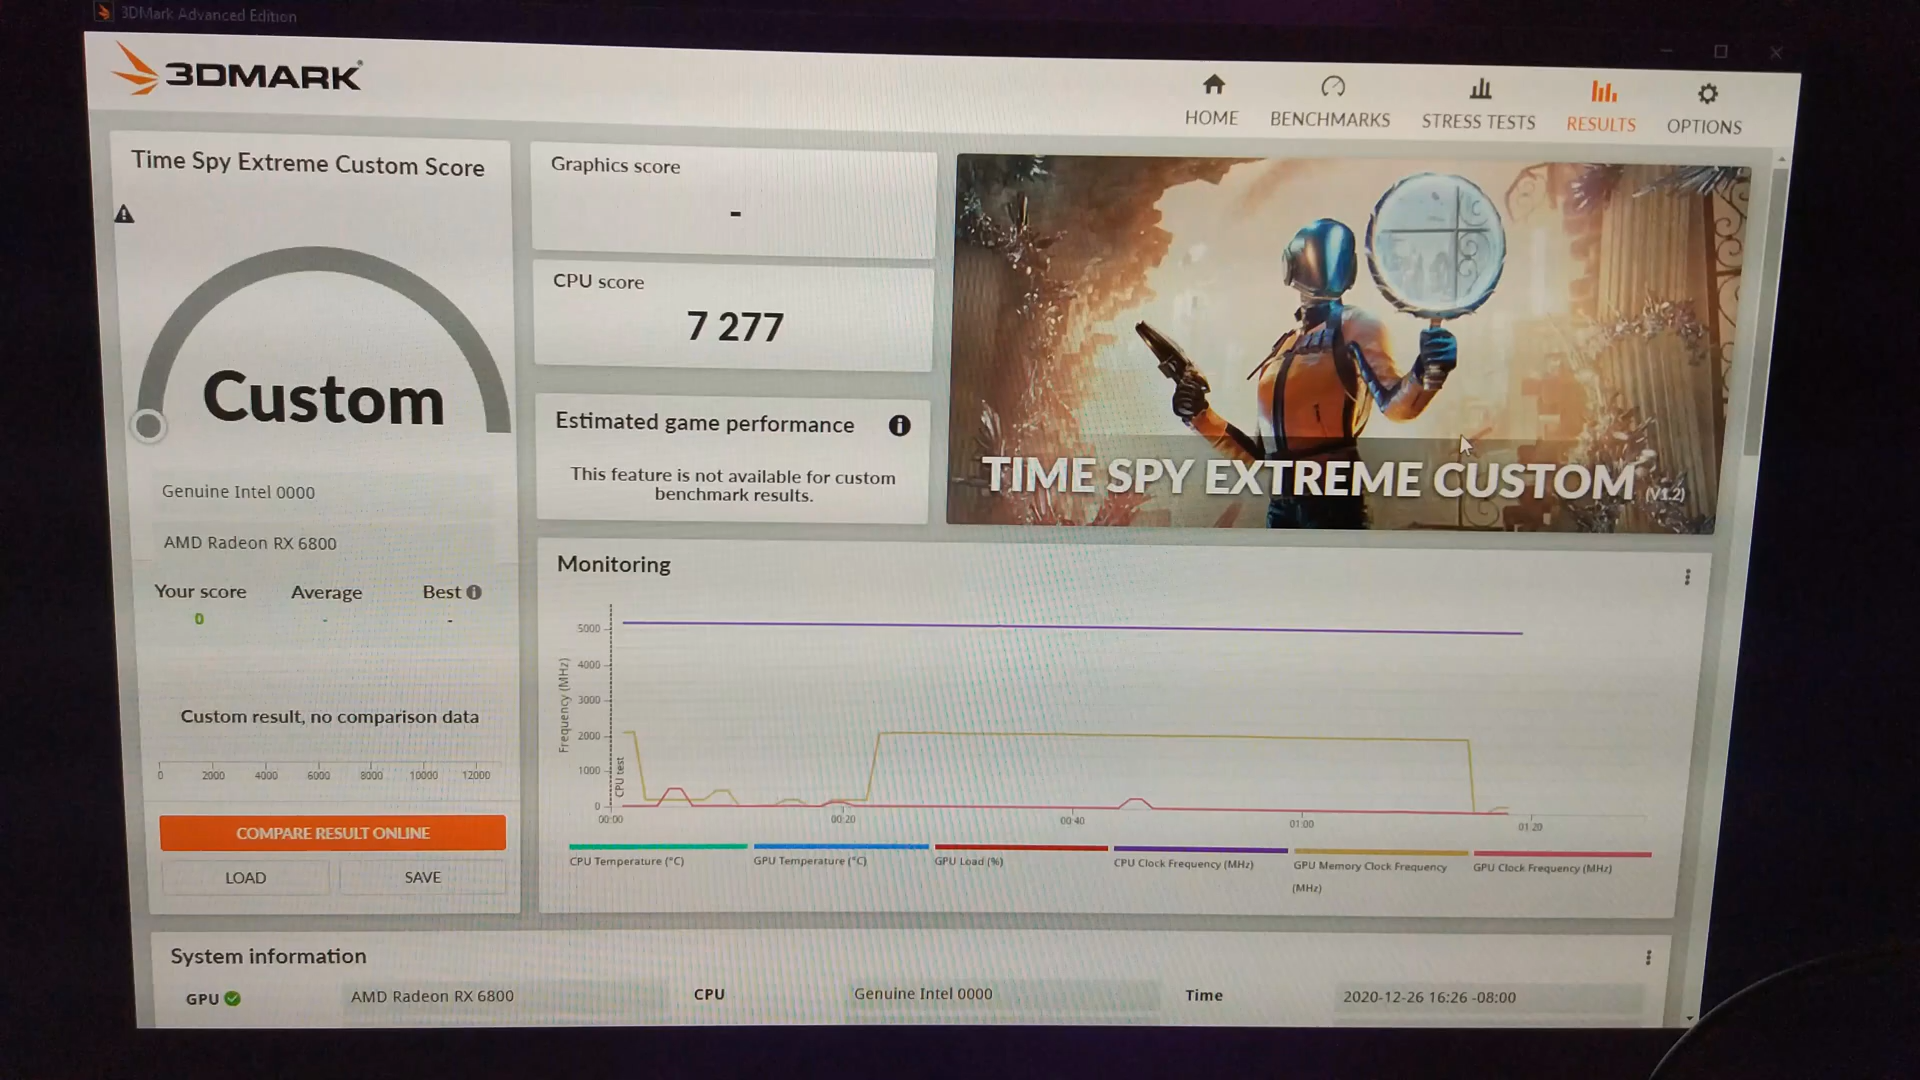 3DMark Advanced Edition
3DMARK
HOME
BENCHMARKS
STRESS TESTS
RESULTS
OPTIONS
Time Spy Extreme Custom Score
Custom
Genuine Intel 0000
AMD Radeon RX 6800
Your score Average Best
0 - -
Custom result, no comparison data
0 2000 4000 6000 8000 10000 12000
COMPARE RESULT ONLINE
LOAD SAVE
Graphics score
-
CPU score
7 277
Estimated game performance
This feature is not available for custom
benchmark results.
TIME SPY EXTREME CUSTOM (V1.2)
Monitoring
Frequency (MHz)
5000
4000
3000
2000
1000
0
CPU test
00:00 00:20 00:40 01:00 01:20
CPU Temperature (°C)
GPU Temperature (°C)
GPU Load (%)
CPU Clock Frequency (MHz)
GPU Memory Clock Frequency
(MHz)
GPU Clock Frequency (MHz)
System information
GPU AMD Radeon RX 6800 CPU Genuine Intel 0000 Time 2020-12-26 16:26 -08:00